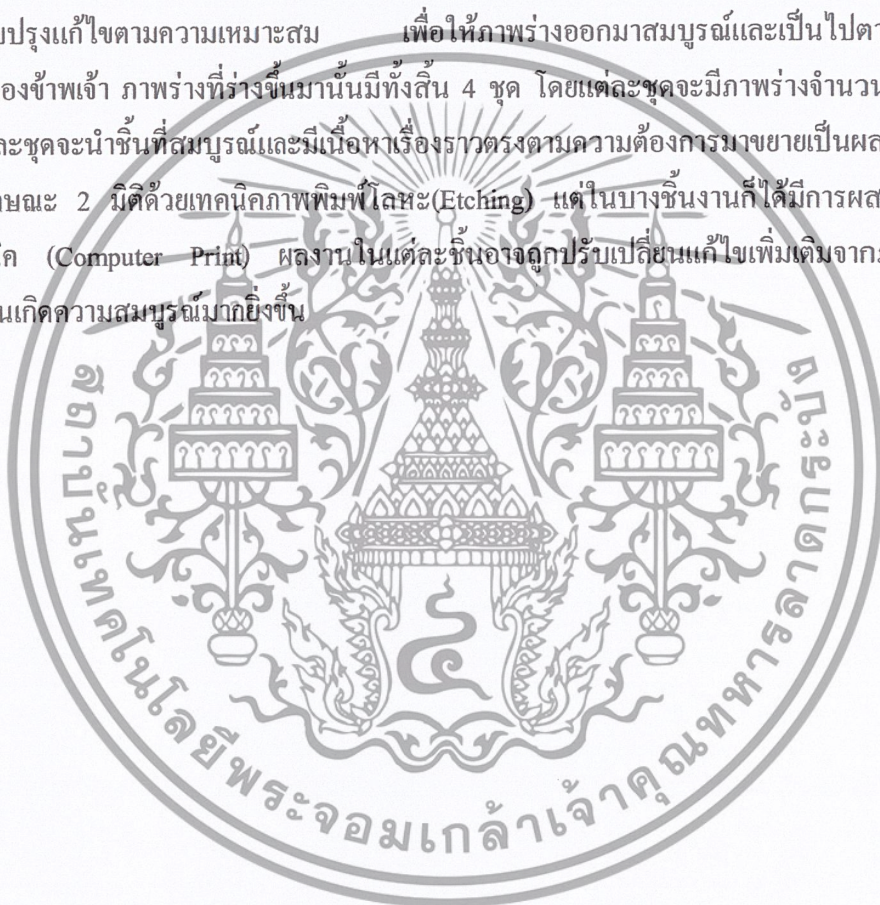 ปรุงแก้ไขตามความเหมาะสม เพื่อให้ภาพร่างออกมาสมบูรณ์และเป็นไปตา
องข้าพเจ้า ภาพร่างที่ร่างขึ้นมานั้นมีทั้งสิ้น 4 ชุด โดยแต่ละชุดจะมีภาพร่างจำนวน
ละชุดจะนำชิ้นที่สมบูรณ์และมีเนื้อหาเรื่องราวตรงตามความต้องการมาขยายเป็นผล
ษณะ 2 มิติด้วยเทคนิคภาพพิมพ์โลหะ(Etching) แต่ในบางชิ้นงานก็ได้มีการผส
ค (Computer Print) ผลงานในแต่ละชิ้นอาจถูกปรับเปลี่ยนแก้ไขเพิ่มเติมจาก
นเกิดความสมบูรณ์มากยิ่งขึ้น
สถาบันเทคโนโลยีพระจอมเกล้าเจ้าคุณทหารลาดกระบัง
๔